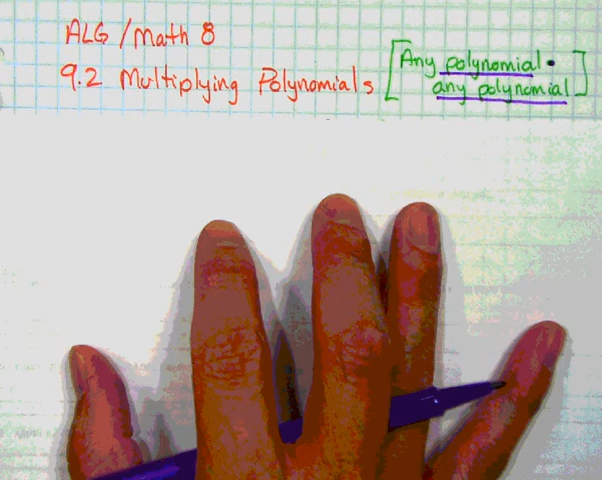 ALG / Math 8
9.2 Multiplying Polynomials [Any polynomial •
any polynomial]